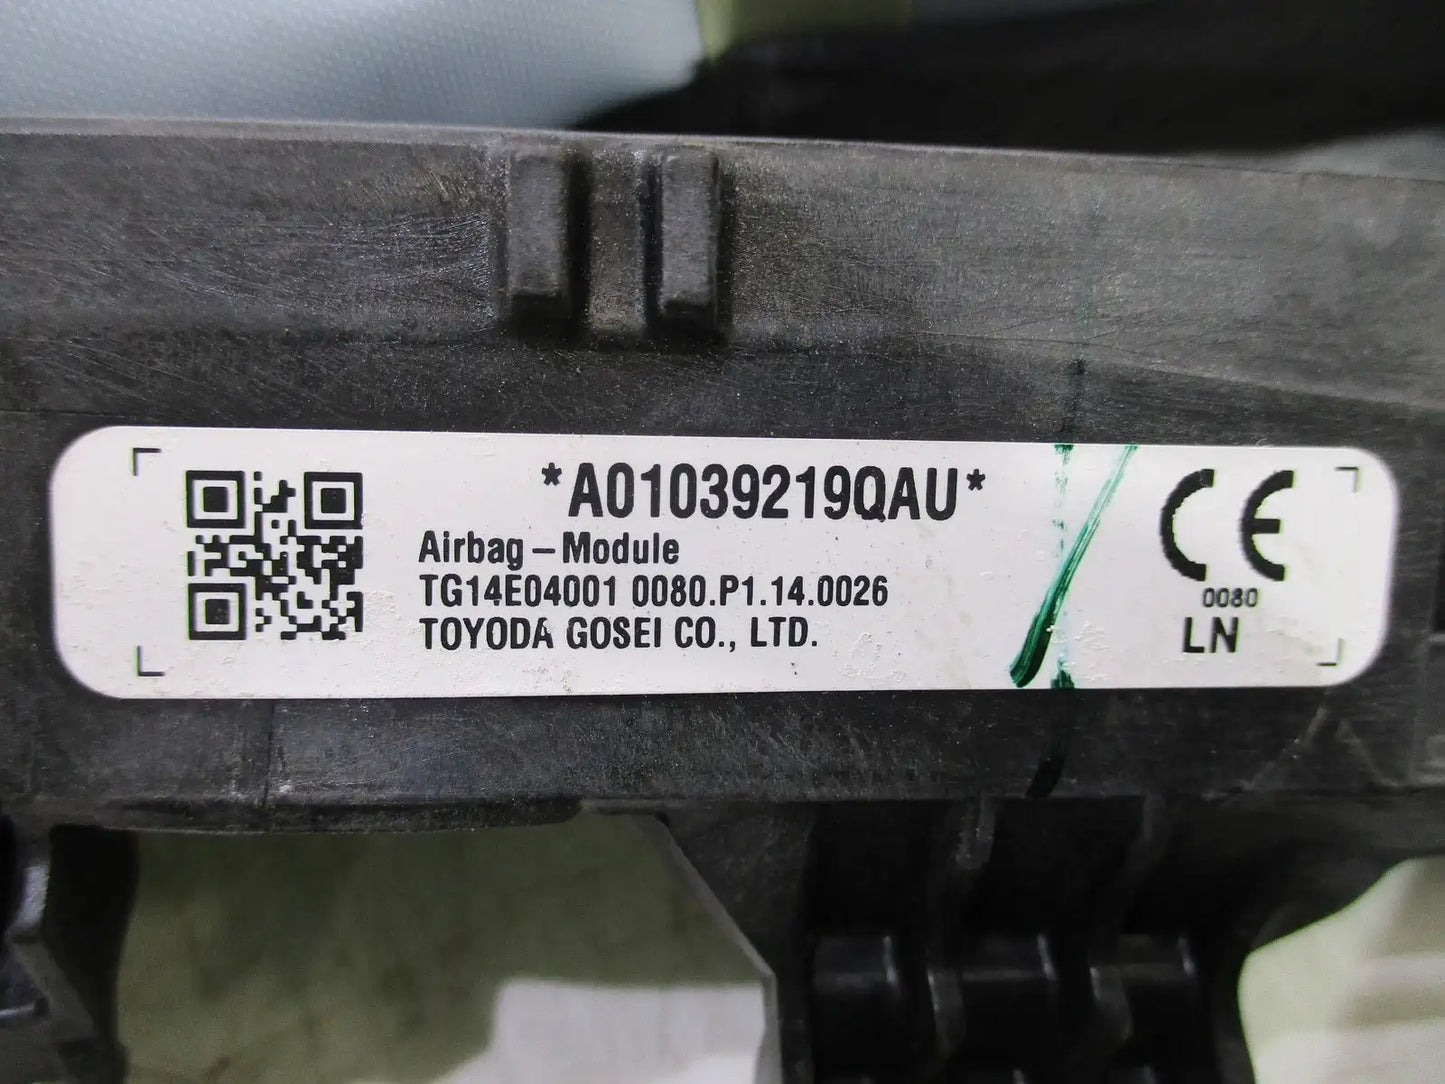 *A01039219QAU*
Airbag – Module
TG14E04001 0080.P1.14.0026
TOYODA GOSEI CO., LTD.
CE
0080
LN